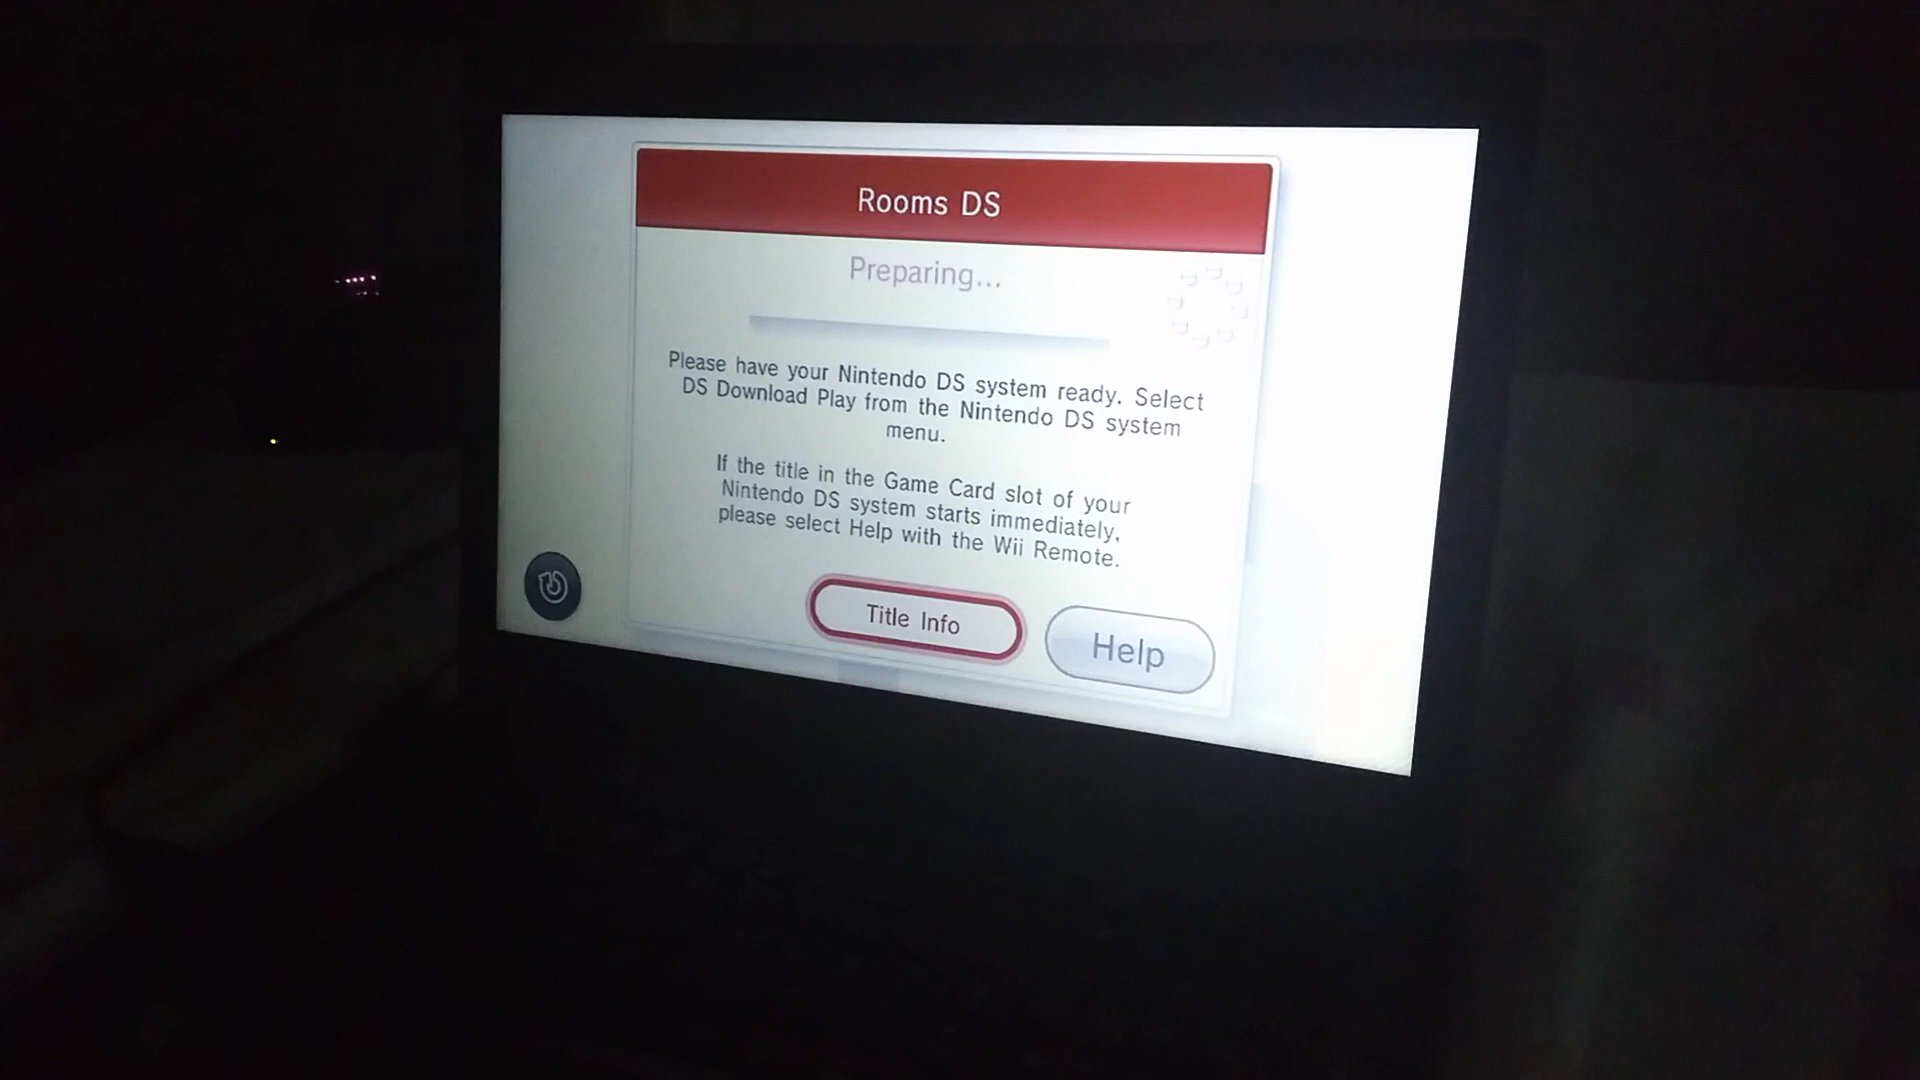 Rooms DS
Preparing...
Please have your Nintendo DS system ready. Select
DS Download Play from the Nintendo DS system
menu.
If the title in the Game Card slot of your
Nintendo DS system starts immediately,
please select Help with the Wii Remote.
Title Info
Help